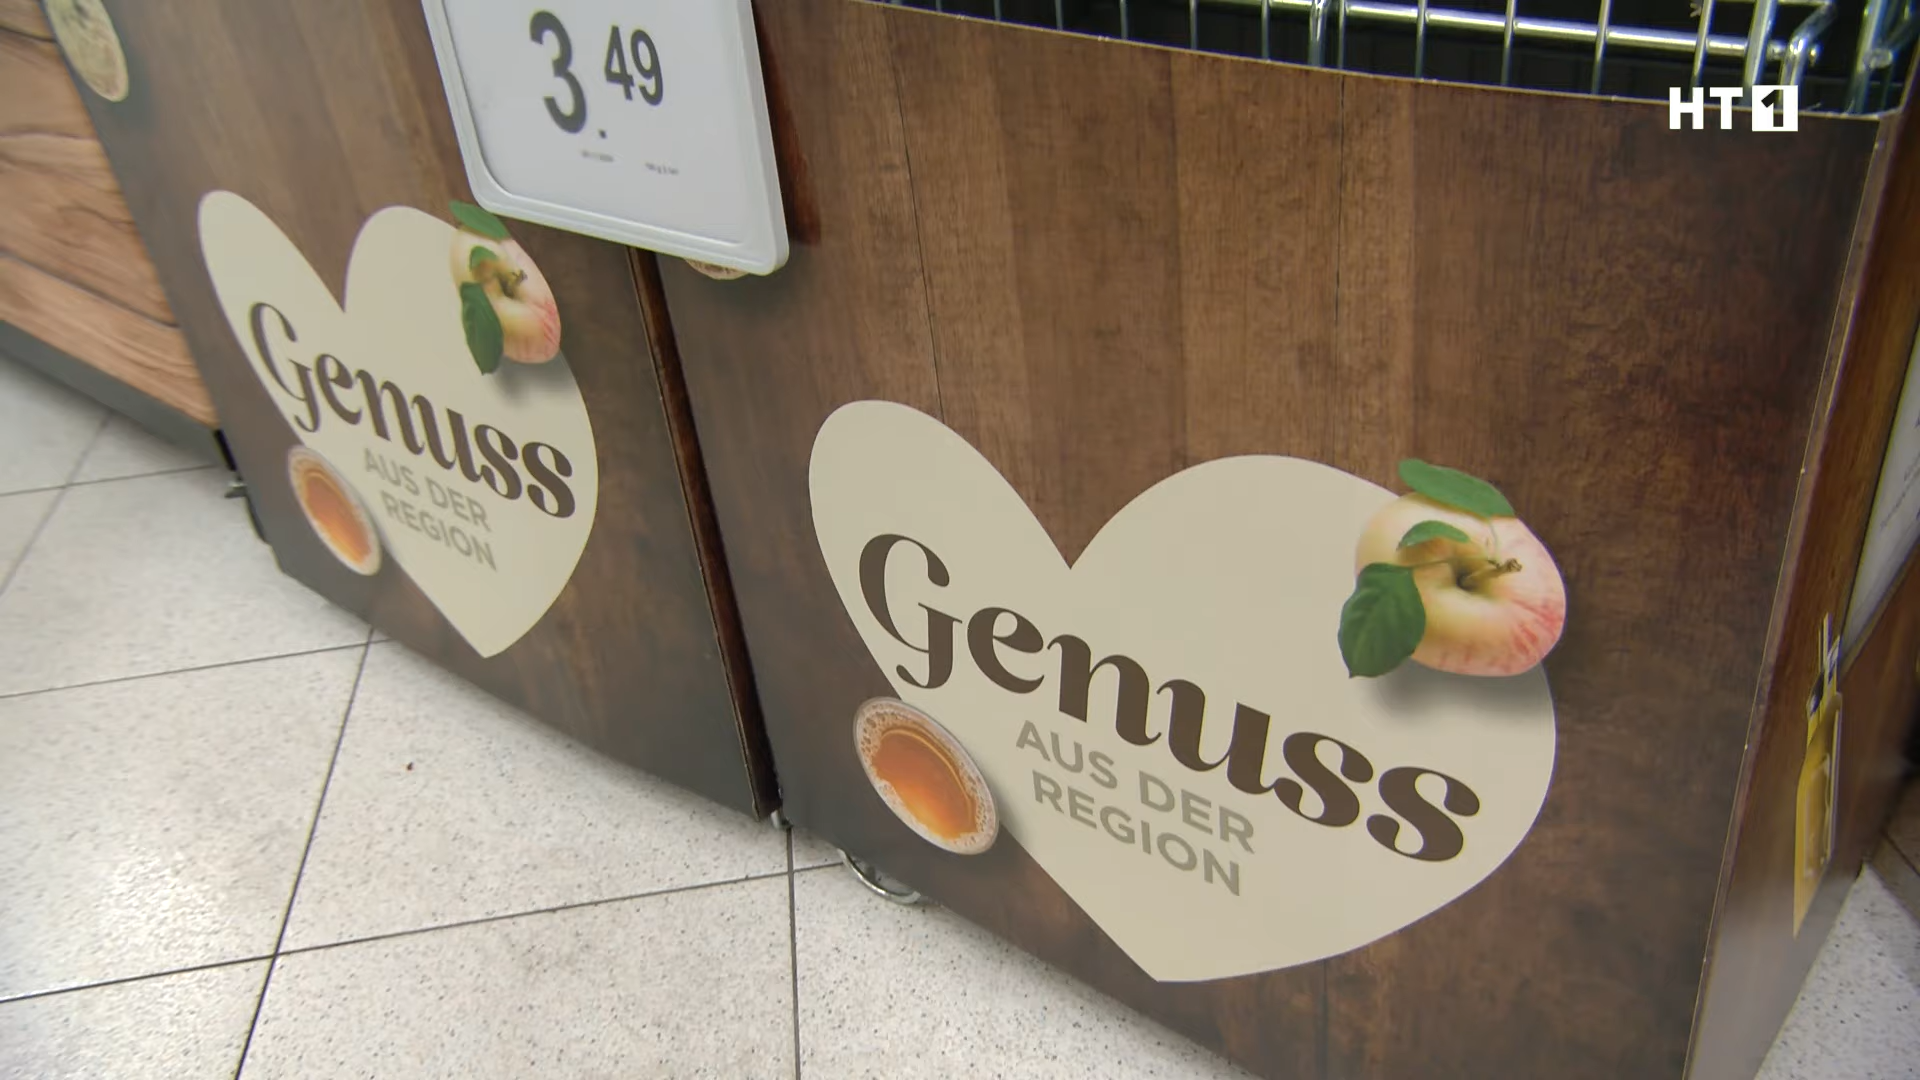 3.49
HT1
Genuss
AUS DER
REGION
Genuss
AUS DER
REGION